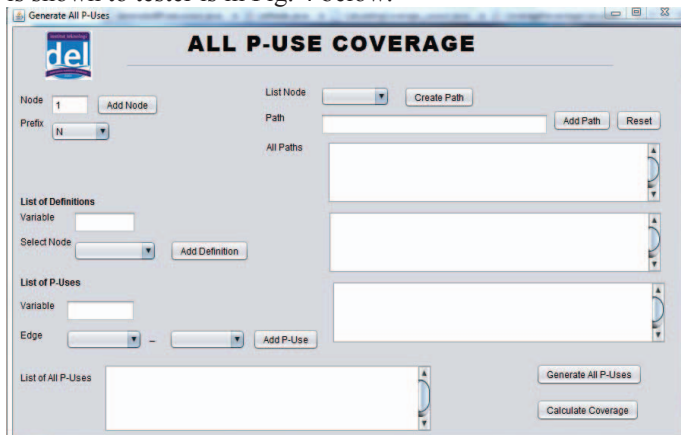 is shown to tester is in Fig. 4 below.
Generate All P-Uses
del
ALL P-USE COVERAGE
Node 1 Add Node
Prefix N
List Node Create Path
Path Add Path Reset
All Paths
List of Definitions
Variable
Select Node Add Definition
List of P-Uses
Variable
Edge – Add P-Use
List of All P-Uses
Generate All P-Uses
Calculate Coverage